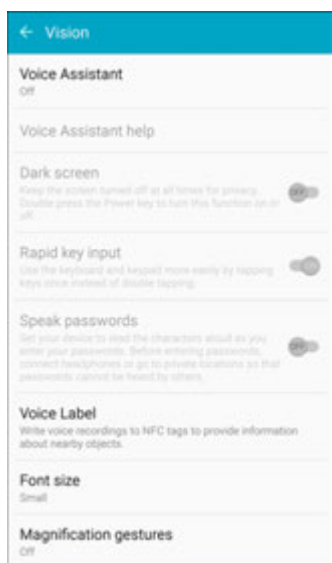 Vision
Voice Assistant
Off
Voice Assistant help
Dark screen
Keep the screen turned off at all times for privacy.
Double press the Power key to turn this function on or
off.
OFF
Rapid key input
Use the keyboard and keypad more easily by tapping
keys once instead of double tapping.
ON
Speak passwords
Set your device to read the characters aloud as you
enter your passwords. Before entering passwords,
connect headphones or go to private locations so that
passwords cannot be heard by others.
OFF
Voice Label
Write voice recordings to NFC tags to provide information
about nearby objects.
Font size
Small
Magnification gestures
Off